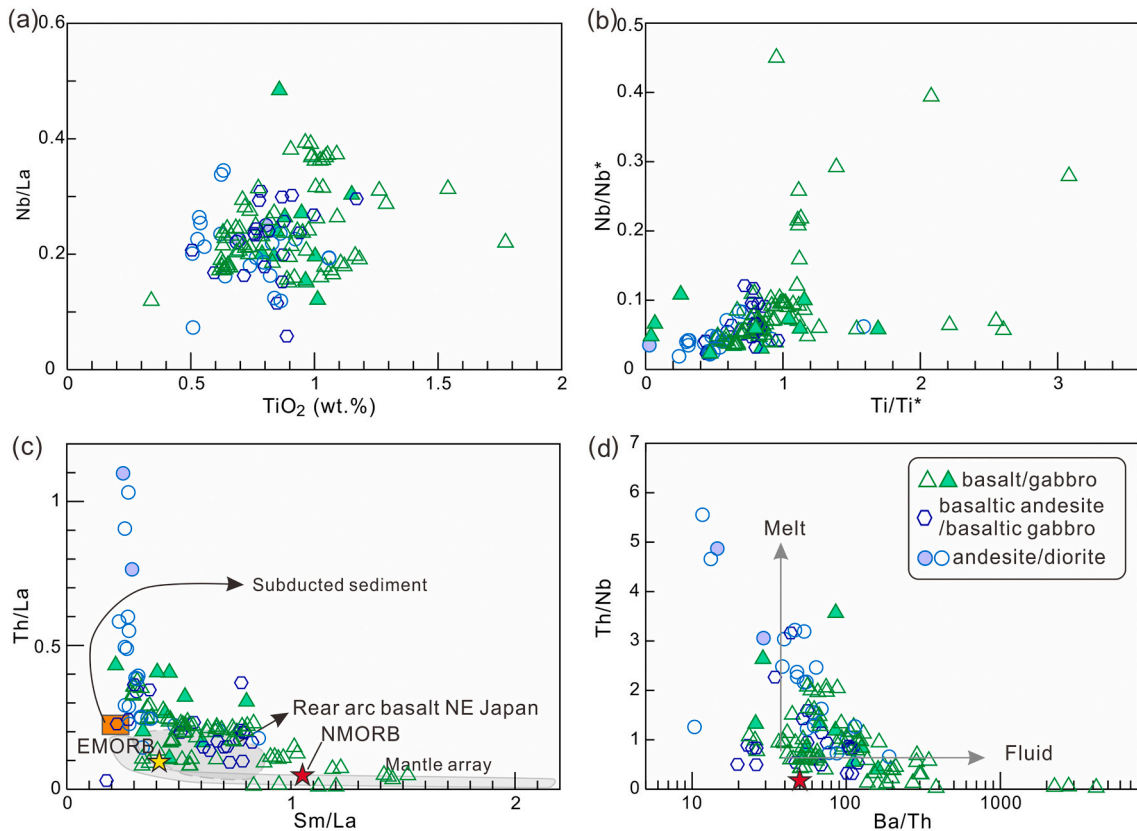 (a)
0.6
0.4
0.2
0
Nb/La
0
0.5
1
1.5
2
TiO₂ (wt.%)
(b)
0.5
0.4
0.3
0.2
0.1
0
Nb/Nb*
0
1
2
3
Ti/Ti*
(c)
1
0.5
0
Th/La
Subducted sediment
Rear arc basalt NE Japan
EMORB
NMORB
Mantle array
0
1
2
Sm/La
(d)
7
6
5
4
3
2
1
0
Th/Nb
basalt/gabbro
basaltic andesite
/basaltic gabbro
andesite/diorite
Melt
Fluid
10
100
1000
Ba/Th